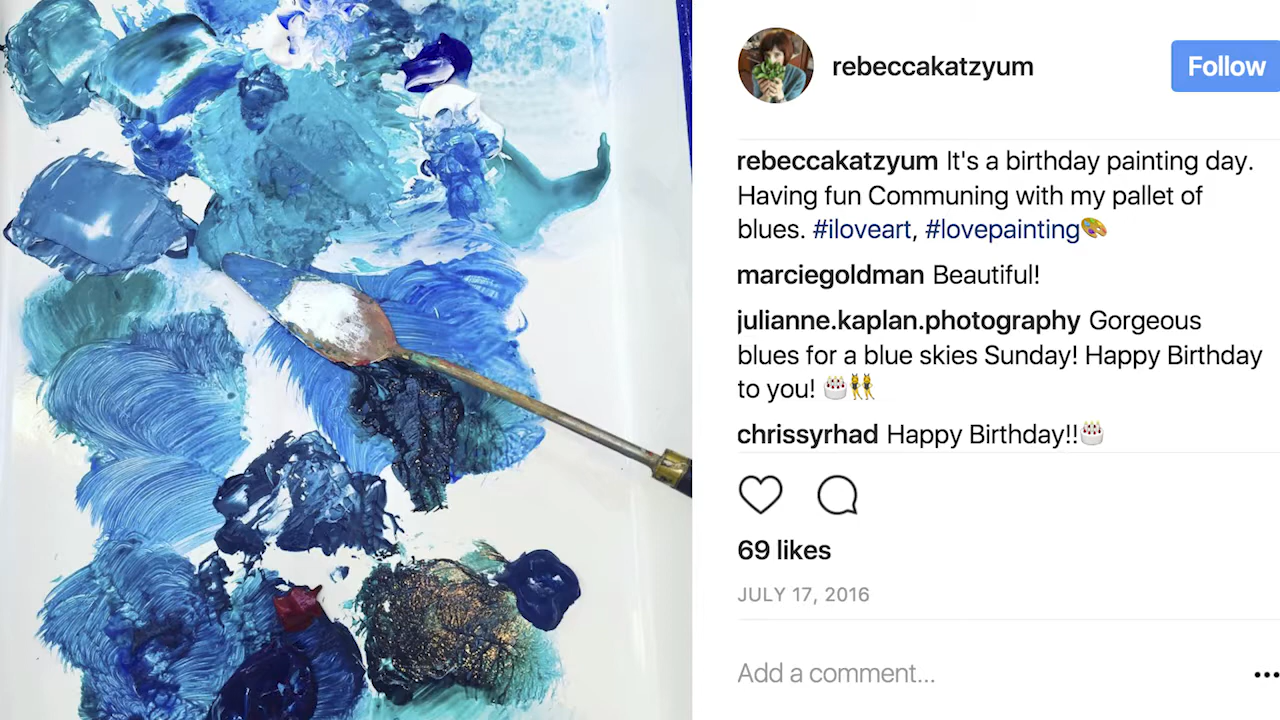 rebeccakatzyum
Follow
rebeccakatzyum It's a birthday painting day.
Having fun Communing with my pallet of
blues. #iloveart, #lovepainting🎨
marciegoldman Beautiful!
julianne.kaplan.photography Gorgeous
blues for a blue skies Sunday! Happy Birthday
to you! 🎂👯
chrissyrhad Happy Birthday!!🎂
69 likes
JULY 17, 2016
Add a comment...